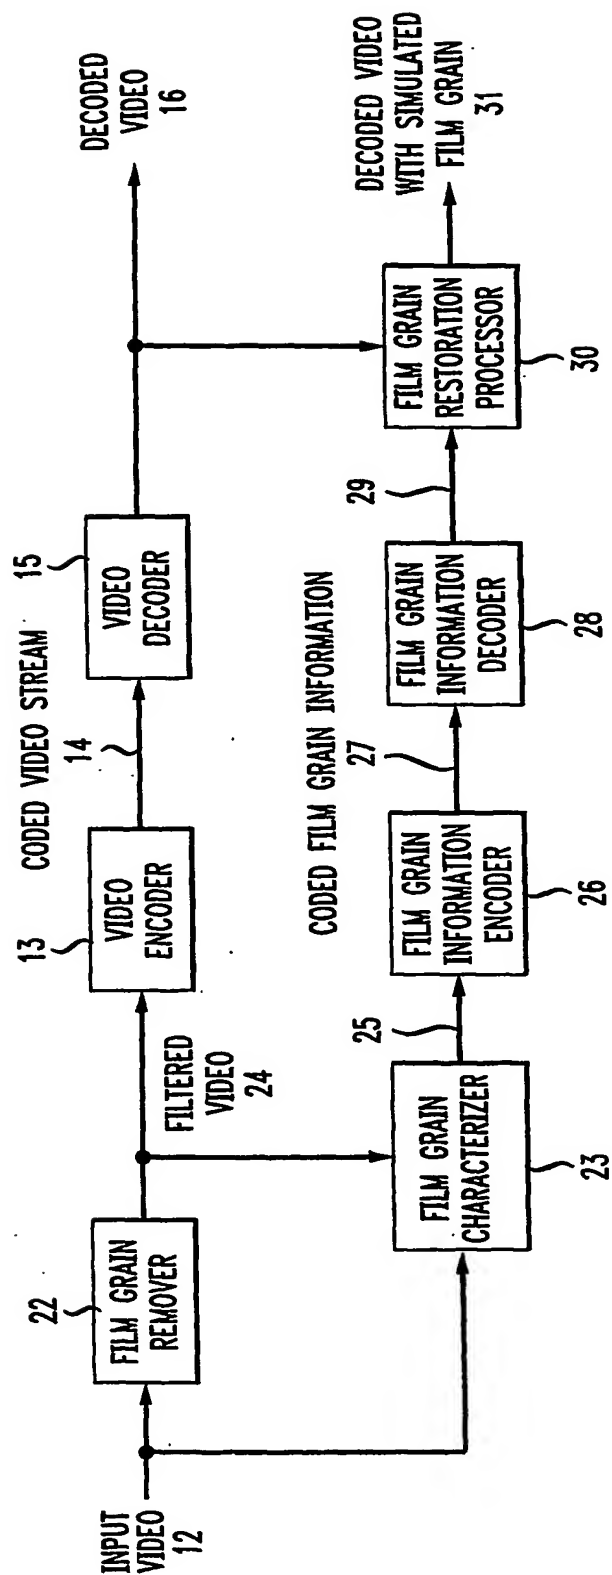 INPUT
VIDEO
12
22
FILM GRAIN
REMOVER
FILTERED
VIDEO
24
13
VIDEO
ENCODER
CODED VIDEO STREAM
14
15
VIDEO
DECODER
DECODED
VIDEO
16
FILM GRAIN
CHARACTERIZER
23
25
FILM GRAIN
INFORMATION
ENCODER
26
CODED FILM GRAIN INFORMATION
27
FILM GRAIN
INFORMATION
DECODER
28
29
FILM GRAIN
RESTORATION
PROCESSOR
30
DECODED VIDEO
WITH SIMULATED
FILM GRAIN
31